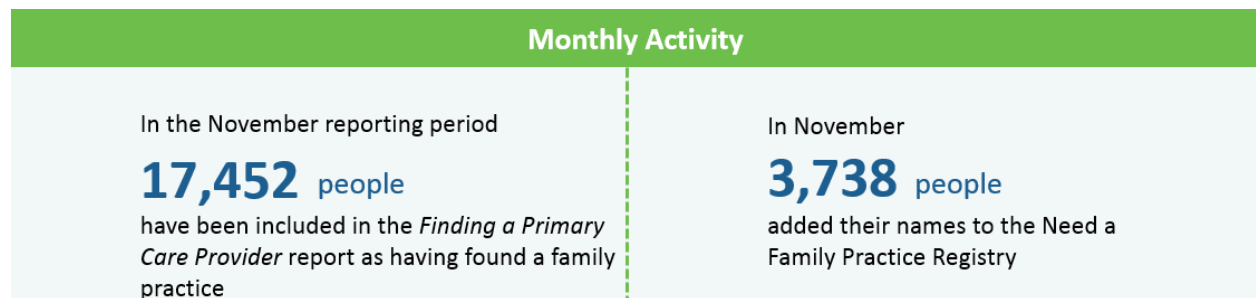 Monthly Activity
In the November reporting period
17,452 people
have been included in the Finding a Primary
Care Provider report as having found a family
practice
In November
3,738 people
added their names to the Need a
Family Practice Registry